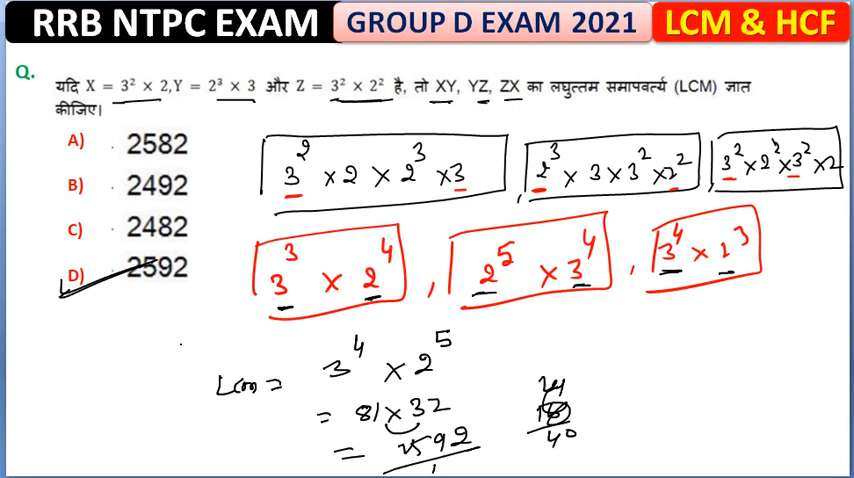 RRB NTPC EXAM GROUP D EXAM 2021 LCM & HCF
Q.
यदि X = 3² × 2,Y = 2³ × 3 और Z = 3² × 2² है, तो XY, YZ, ZX का लघुत्तम समापवर्त्य (LCM) ज्ञात
कीजिए।
A) 2582
B) 2492
C) 2482
D) 2592
3² × 2 × 2³ × 3 , 2³ × 3 × 3² × 2² , 3² × 2² × 3² × 2
3³ × 2⁴ , 2⁵ × 3⁴ , 3⁴ × 2³
Lcm = 3⁴ × 2⁵
= 81 × 32
= 2592